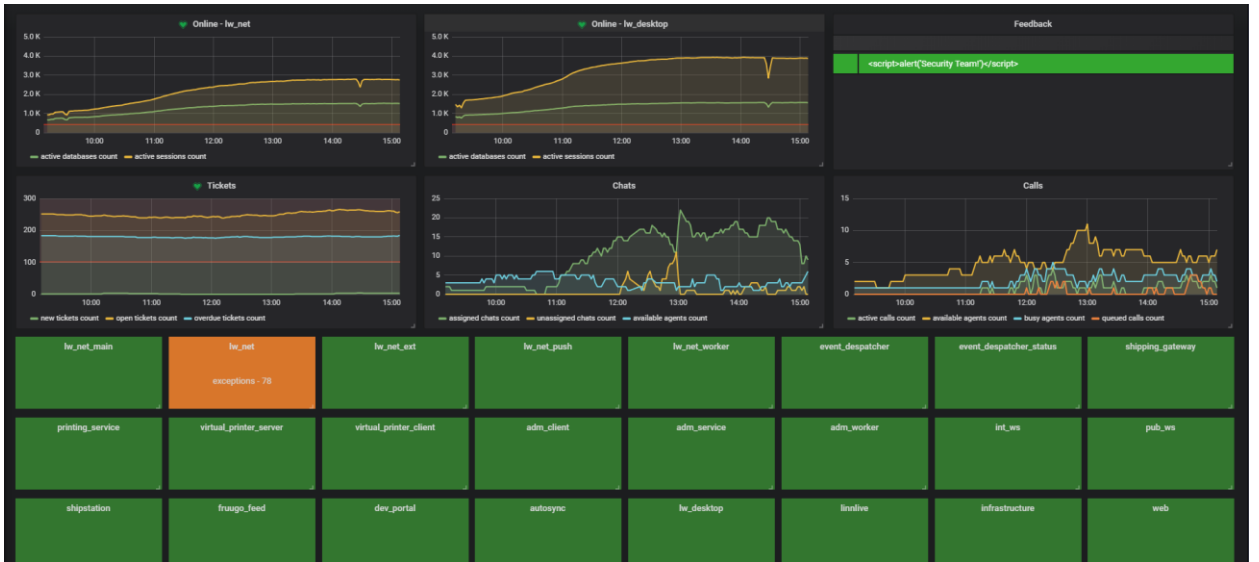 Online - lw_net
5.0 K
4.0 K
3.0 K
2.0 K
1.0 K
0
10:00 11:00 12:00 13:00 14:00 15:00
active databases count active sessions count
Online - lw_desktop
5.0 K
4.0 K
3.0 K
2.0 K
1.0 K
0
10:00 11:00 12:00 13:00 14:00 15:00
active databases count active sessions count
Feedback
<script>alert('Security Team!')</script>
Tickets
300
200
100
0
10:00 11:00 12:00 13:00 14:00 15:00
new tickets count open tickets count overdue tickets count
Chats
25
20
15
10
5
0
10:00 11:00 12:00 13:00 14:00 15:00
assigned chats count unassigned chats count available agents count
Calls
15
10
5
0
10:00 11:00 12:00 13:00 14:00 15:00
active calls count available agents count busy agents count queued calls count
lw_net_main lw_net lw_net_ext lw_net_push lw_net_worker event_despatcher event_despatcher_status shipping_gateway
exceptions - 78
printing_service virtual_printer_server virtual_printer_client adm_client adm_service adm_worker int_ws pub_ws
shipstation fruugo_feed dev_portal autosync lw_desktop linnlive infrastructure web